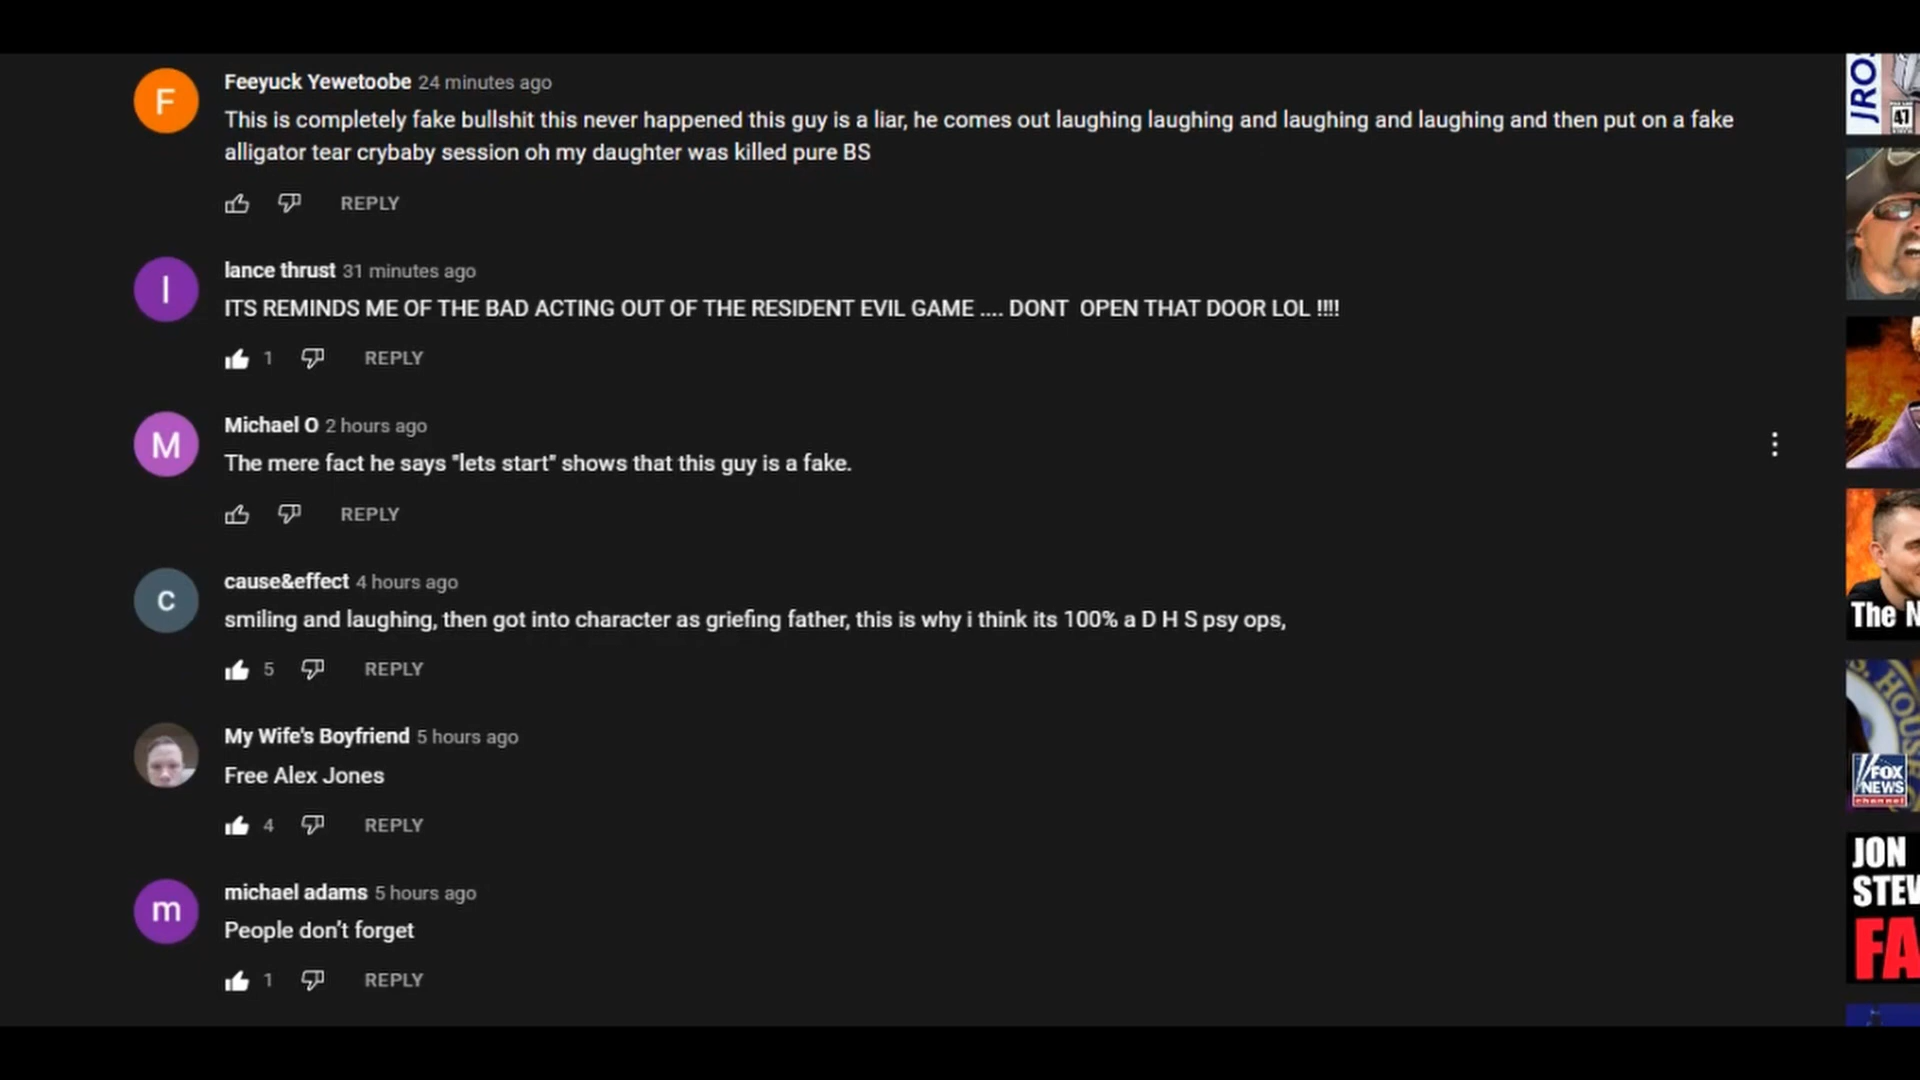 F
Feeyuck Yewetoobe 24 minutes ago
This is completely fake bullshit this never happened this guy is a liar, he comes out laughing laughing and laughing and laughing and then put on a fake
alligator tear crybaby session oh my daughter was killed pure BS
REPLY
l
lance thrust 31 minutes ago
ITS REMINDS ME OF THE BAD ACTING OUT OF THE RESIDENT EVIL GAME .... DONT  OPEN THAT DOOR LOL !!!!
1 REPLY
M
Michael O 2 hours ago
The mere fact he says "lets start" shows that this guy is a fake.
REPLY
c
cause&effect 4 hours ago
smiling and laughing, then got into character as griefing father, this is why i think its 100% a D H S psy ops,
5 REPLY
My Wife's Boyfriend 5 hours ago
Free Alex Jones
4 REPLY
m
michael adams 5 hours ago
People don't forget
1 REPLY
JRO
47
The N
HOUS
FOX
NEWS
channel
JON
STEW
FA